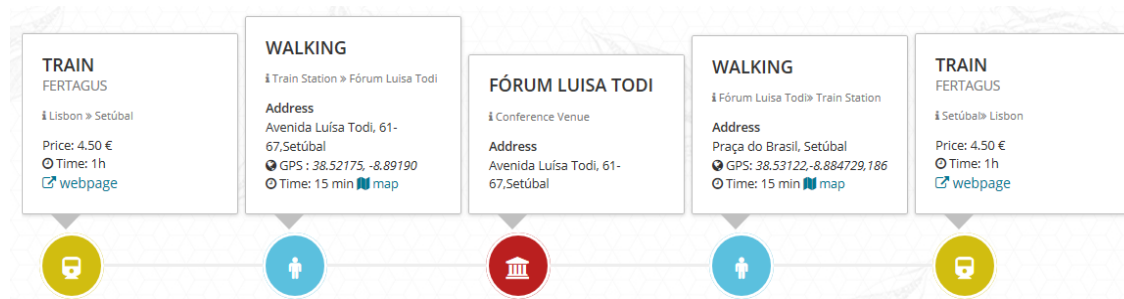 TRAIN
FERTAGUS
Lisbon » Setúbal
Price: 4.50 €
Time: 1h
webpage
WALKING
Train Station » Fórum Luisa Todi
Address
Avenida Luísa Todi, 61-
67,Setúbal
GPS : 38.52175, -8.89190
Time: 15 min map
FÓRUM LUISA TODI
Conference Venue
Address
Avenida Luísa Todi, 61-
67,Setúbal
WALKING
Fórum Luisa Todi» Train Station
Address
Praça do Brasil, Setúbal
GPS: 38.53122,-8.884729,186
Time: 15 min map
TRAIN
FERTAGUS
Setúbal» Lisbon
Price: 4.50 €
Time: 1h
webpage